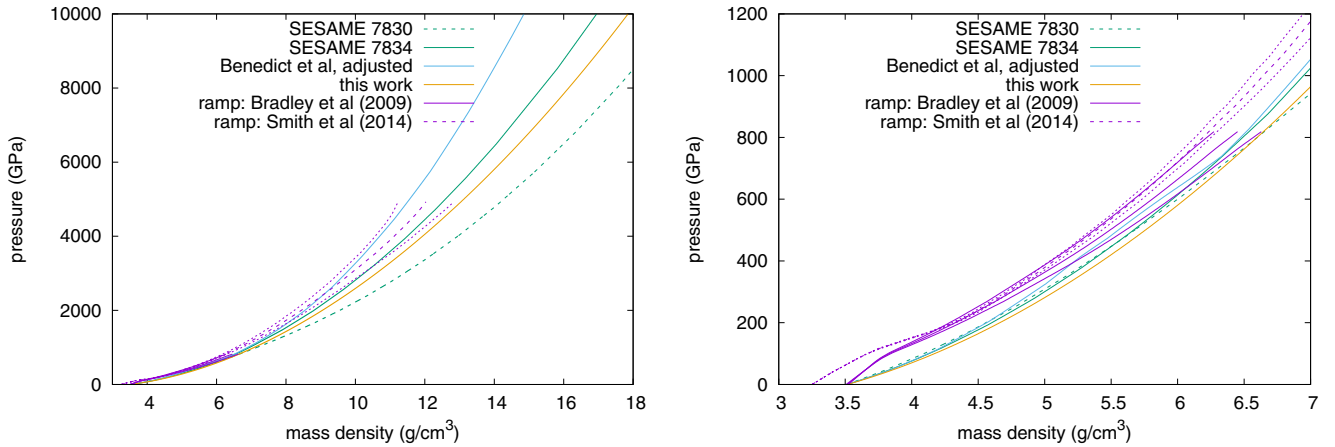 10000
8000
6000
4000
2000
0
4
6
8
10
12
14
16
18
pressure (GPa)
mass density (g/cm³)
SESAME 7830
SESAME 7834
Benedict et al, adjusted
this work
ramp: Bradley et al (2009)
ramp: Smith et al (2014)
1200
1000
800
600
400
200
0
3
3.5
4
4.5
5
5.5
6
6.5
7
pressure (GPa)
mass density (g/cm³)
SESAME 7830
SESAME 7834
Benedict et al, adjusted
this work
ramp: Bradley et al (2009)
ramp: Smith et al (2014)